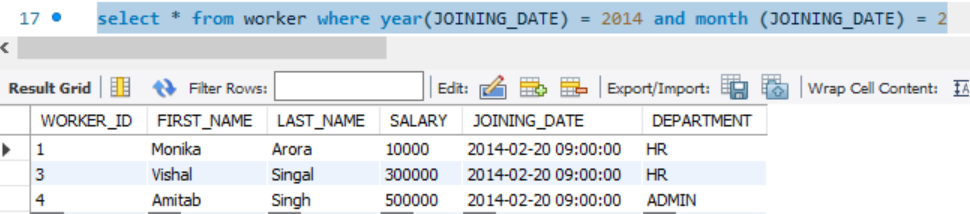 17 select * from worker where year(JOINING_DATE) = 2014 and month (JOINING_DATE) = 2
Result Grid Filter Rows: Edit: Export/Import: Wrap Cell Content:
WORKER_ID FIRST_NAME LAST_NAME SALARY JOINING_DATE DEPARTMENT
1 Monika Arora 10000 2014-02-20 09:00:00 HR
3 Vishal Singal 300000 2014-02-20 09:00:00 HR
4 Amitab Singh 500000 2014-02-20 09:00:00 ADMIN